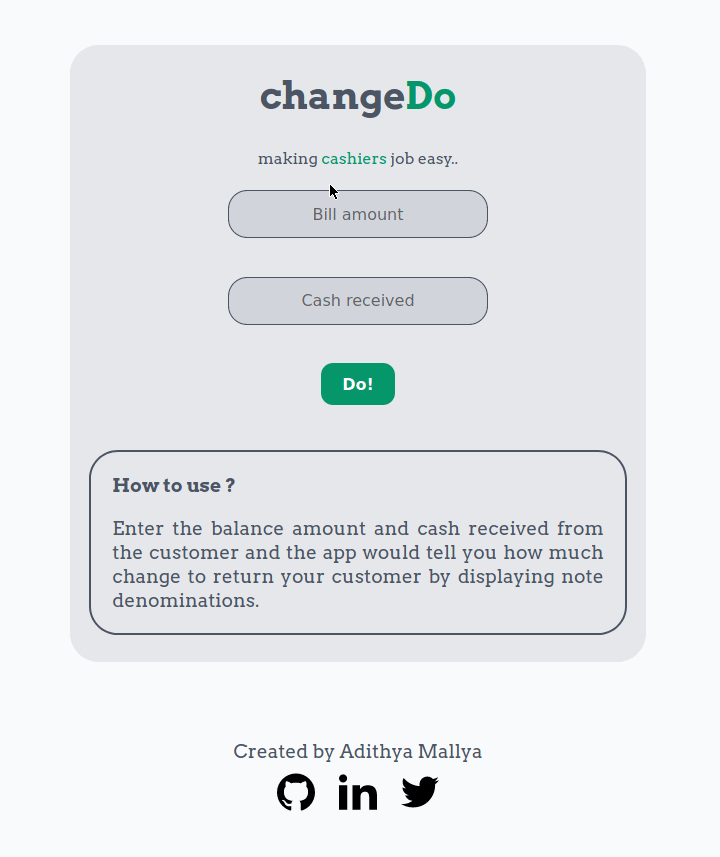 changeDo
making cashiers job easy..
Bill amount
Cash received
Do!
How to use ?
Enter the balance amount and cash received from
the customer and the app would tell you how much
change to return your customer by displaying note
denominations.
Created by Adithya Mallya
in